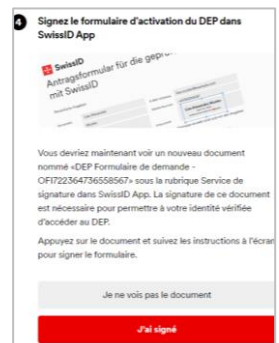 4 Signez le formulaire d'activation du DEP dans
SwissID App
SwissID
Antragsformular für die geprü
mit SwissID
Vous devriez maintenant voir un nouveau document
nommé «DEP Formulaire de demande -
OFI722364736558567» sous la rubrique Service de
signature dans SwissID App. La signature de ce document
est nécessaire pour permettre à votre identité vérifiée
d'accéder au DEP.
Appuyez sur le document et suivez les instructions à l'écran
pour signer le formulaire.
Je ne vois pas le document
J'ai signé